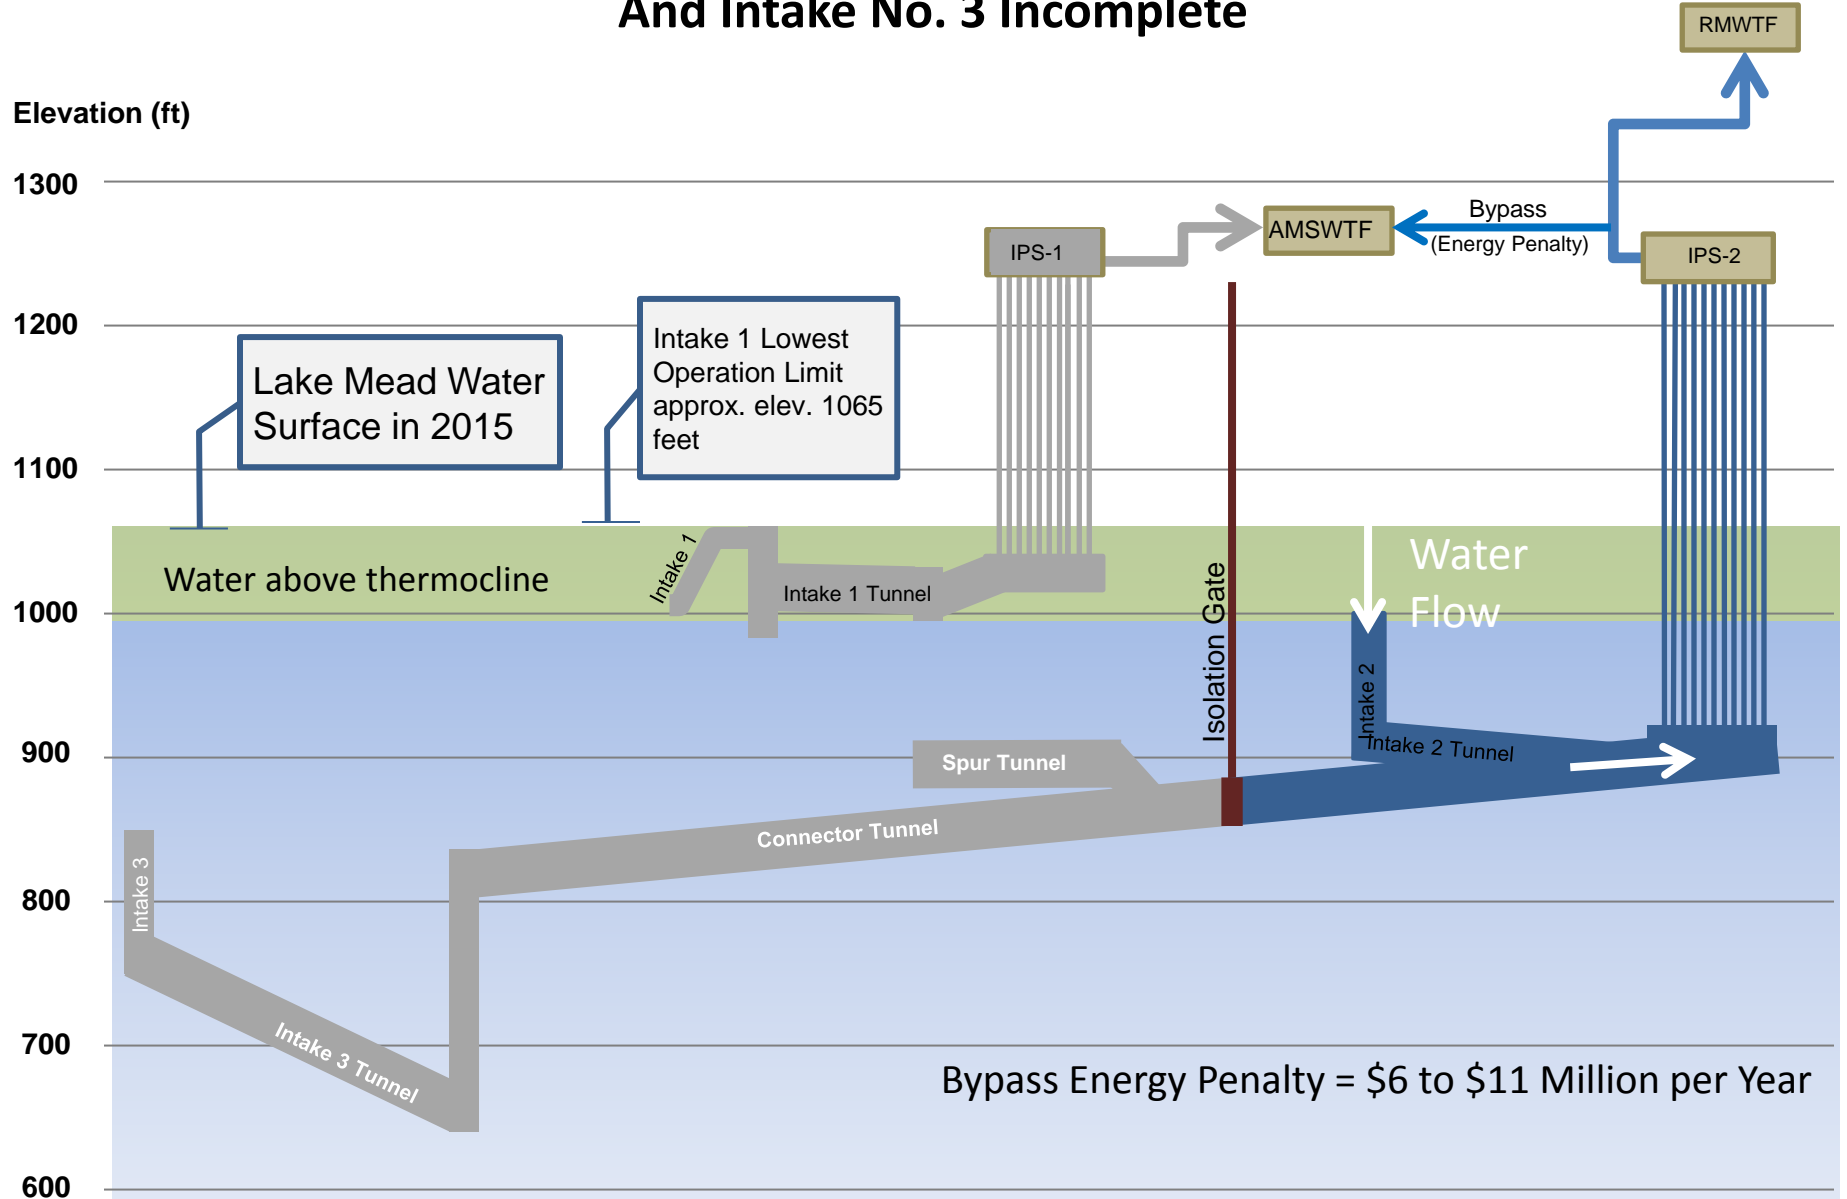 And Intake No. 3 Incomplete
RMWTF
Elevation (ft)
1300
AMSWTF
Bypass
(Energy Penalty)
IPS-1
IPS-2
1200
Lake Mead Water
Surface in 2015
Intake 1 Lowest
Operation Limit
approx. elev. 1065
feet
1100
Water above thermocline
Intake 1
Intake 1 Tunnel
Isolation Gate
Water
Flow
1000
Intake 2
Intake 2 Tunnel
900
Spur Tunnel
Connector Tunnel
Intake 3
800
Intake 3 Tunnel
700
Bypass Energy Penalty = $6 to $11 Million per Year
600